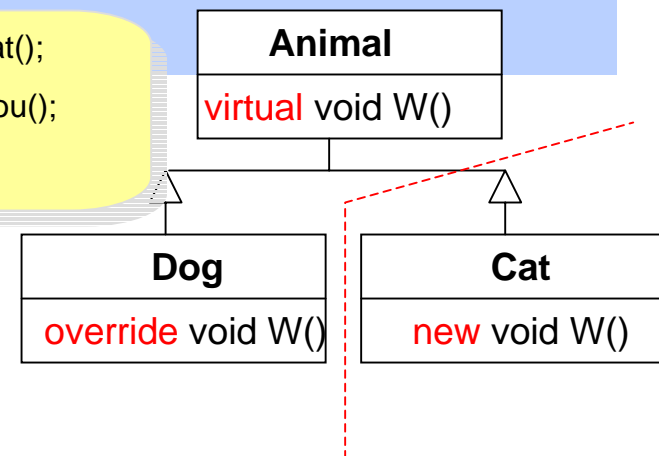 at();
ou();
Animal
virtual void W()
Dog
override void W()
Cat
new void W()